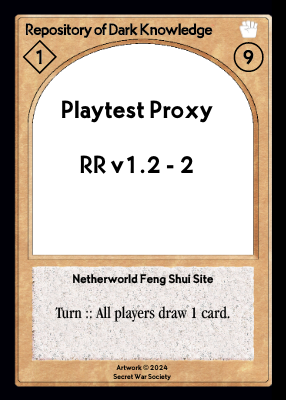 Repository of Dark Knowledge
1
9
Playtest Proxy
RR v1.2 - 2
Netherworld Feng Shui Site
Turn :: All players draw 1 card.
Artwork © 2024
Secret War Society